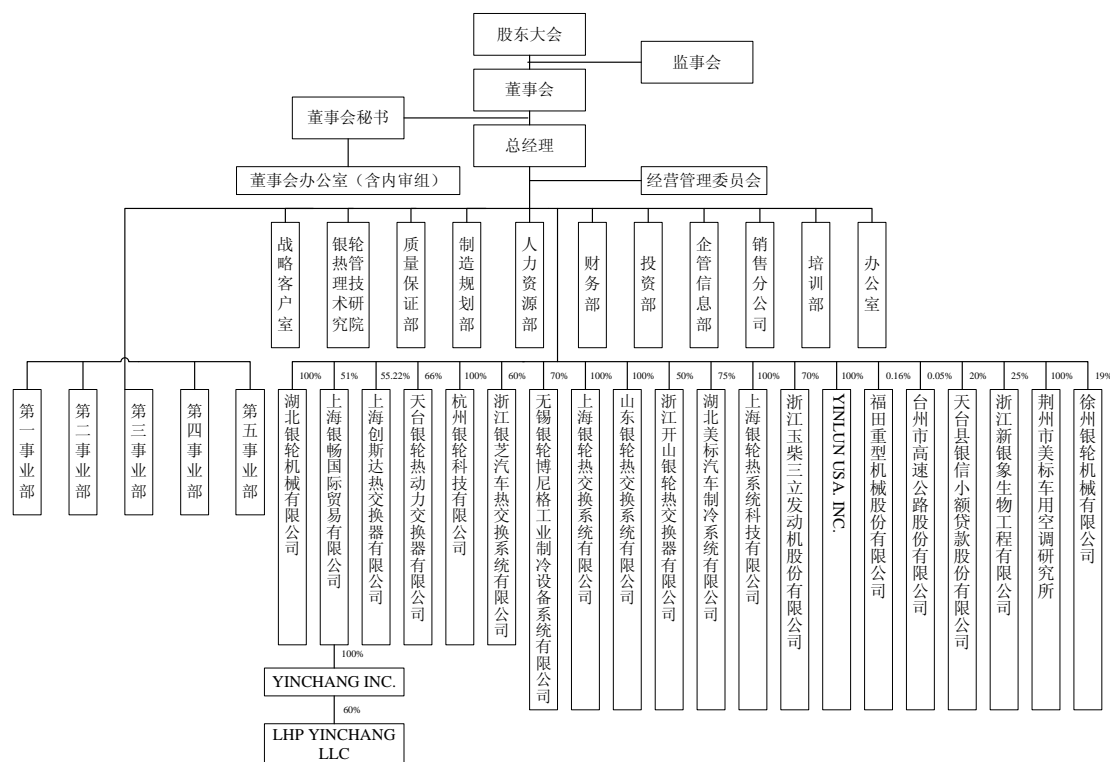 股东大会
监事会
董事会
董事会秘书
总经理
董事会办公室（含内审组）
经营管理委员会
战略客户室
银轮热管理技术研究院
质量保证部
制造规划部
人力资源部
财务部
投资部
企管信息部
销售分公司
培训部
办公室
第一事业部
第二事业部
第三事业部
第四事业部
第五事业部
100%
湖北银轮机械有限公司
51%
上海银畅国际贸易有限公司
55.22%
上海创斯达热交换器有限公司
66%
天台银轮热动力交换器有限公司
100%
杭州银轮科技有限公司
60%
浙江银芝汽车热交换系统有限公司
70%
无锡银轮博尼格工业制冷设备系统有限公司
100%
上海银轮热交换系统有限公司
100%
山东银轮热交换系统有限公司
50%
浙江开山银轮热交换器有限公司
75%
湖北美标汽车制冷系统有限公司
100%
上海银轮热系统科技有限公司
70%
浙江玉柴三立发动机股份有限公司
100%
YINLUN USA. INC.
0.16%
福田重型机械股份有限公司
0.05%
台州市高速公路股份有限公司
20%
天台县银信小额贷款股份有限公司
25%
浙江新银象生物工程有限公司
100%
荆州市美标车用空调研究所
19%
徐州银轮机械有限公司
100%
YINCHANG INC.
60%
LHP YINCHANG
LLC